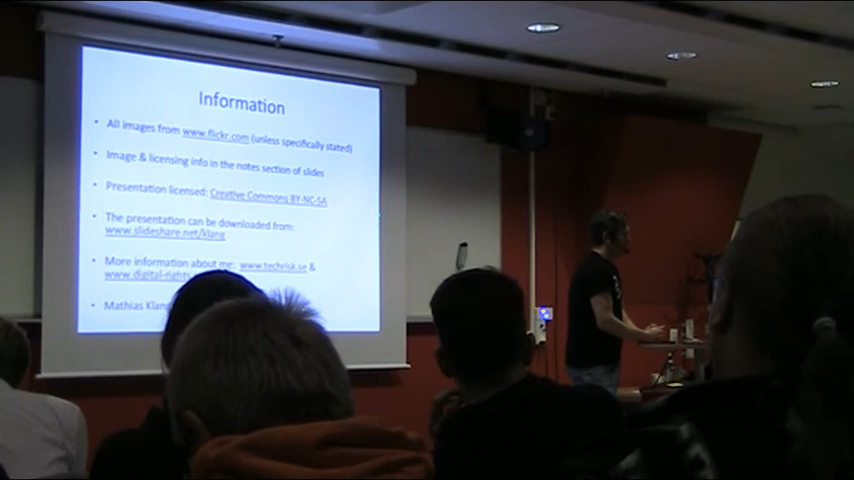 Information
• All images from www.flickr.com (unless specifically stated)
• Image & licensing info in the notes section of slides
• Presentation licensed: Creative Commons BY-NC-SA
• The presentation can be downloaded from:
www.slideshare.net/klang
• More information about me: www.techrisk.se &
www.digital-rights
• Mathias Klang